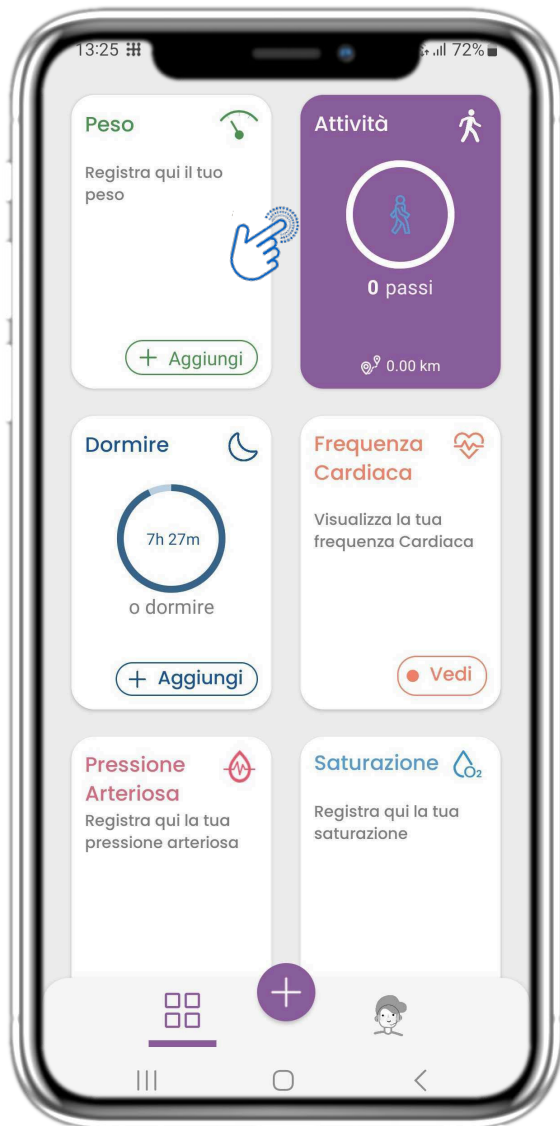 13:25
72%
Peso
Registra qui il tuo
peso
+ Aggiungi
Attività
0 passi
0.00 km
Dormire
7h 27m
o dormire
+ Aggiungi
Frequenza
Cardiaca
Visualizza la tua
frequenza Cardiaca
Vedi
Pressione
Arteriosa
Registra qui la tua
pressione arteriosa
Saturazione
O₂
Registra qui la tua
saturazione